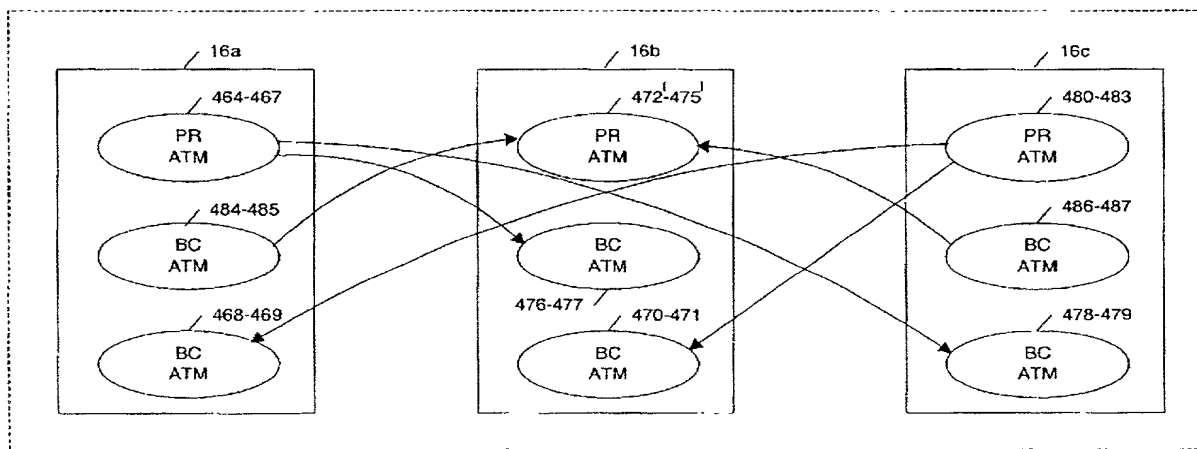 16a
16b
16c
464-467
472-475
480-483
PR
ATM
PR
ATM
PR
ATM
484-485
486-487
BC
ATM
BC
ATM
BC
ATM
476-477
468-469
470-471
478-479
BC
ATM
BC
ATM
BC
ATM